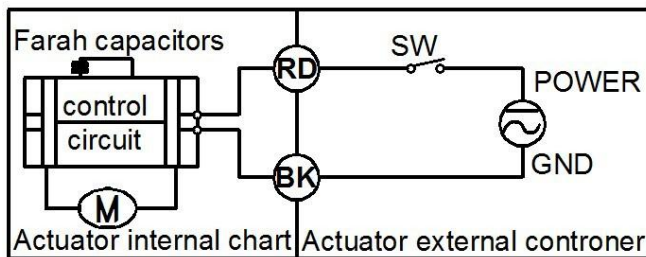 Farah capacitors
control
circuit
M
Actuator internal chart
RD
BK
SW
POWER
GND
Actuator external controner